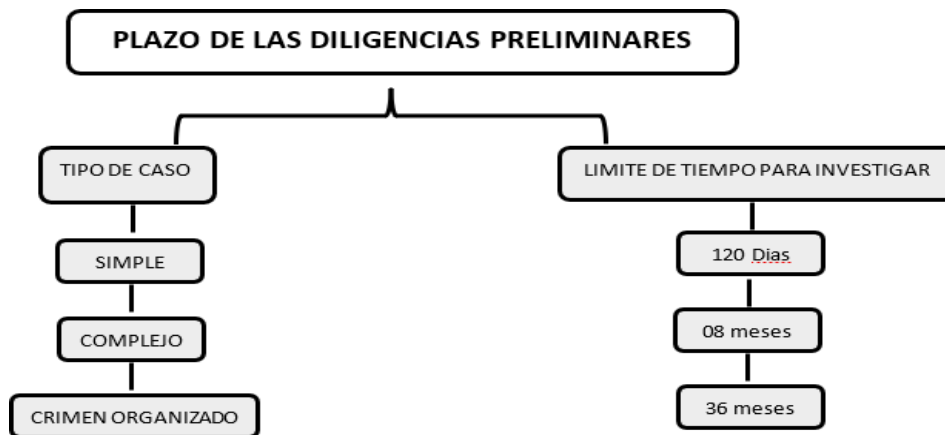 PLAZO DE LAS DILIGENCIAS PRELIMINARES
TIPO DE CASO
LIMITE DE TIEMPO PARA INVESTIGAR
SIMPLE
120 Dias
COMPLEJO
08 meses
CRIMEN ORGANIZADO
36 meses